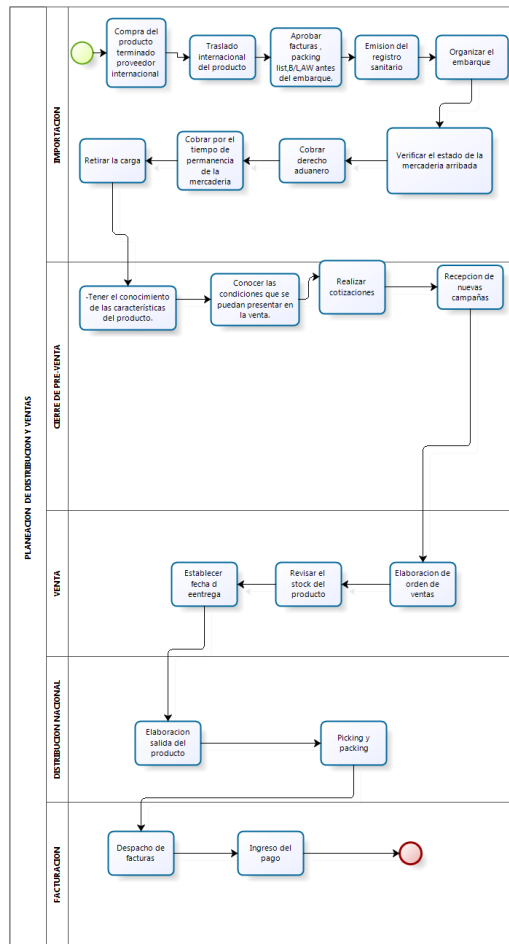 PLANEACION DE DISTRIBUCION Y VENTAS
IMPORTACION
Compra del
producto
terminado
proveedor
internacional
Traslado
internacional
del producto
Aprobar
facturas ,
packing
list,B/LAW antes
del embarque.
Emision del
registro
sanitario
Organizar el
embarque
Verificar el estado de la
mercaderia arribada
Cobrar
derecho
aduanero
Cobrar por el
tiempo de
permanencia
de la
mercaderia
Retirar la carga
CIERRE DE PRE-VENTA
-Tener el conocimiento
de las características
del producto.
Conocer las
condiciones que se
puedan presentar en
la venta.
Realizar
cotizaciones
Recepcion de
nuevas
campañas
VENTA
Elaboracion de
orden de
ventas
Revisar el
stock del
producto
Establecer
fecha d
eentrega
DISTRIBUCION NACIONAL
Elaboracion
salida del
producto
Picking y
packing
FACTURACION
Despacho de
facturas
Ingreso del
pago